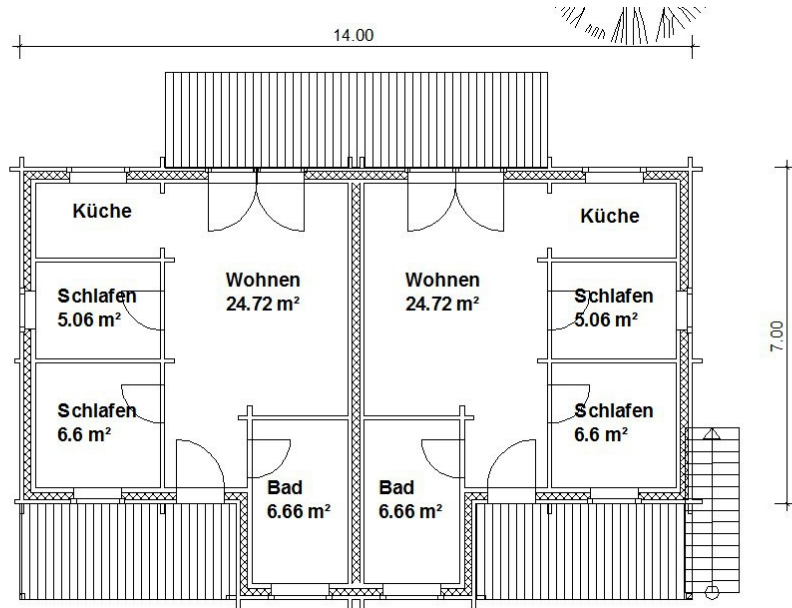 14.00
Küche
Küche
Wohnen
24.72 m²
Wohnen
24.72 m²
Schlafen
5.06 m²
Schlafen
5.06 m²
7.00
Schlafen
6.6 m²
Schlafen
6.6 m²
Bad
6.66 m²
Bad
6.66 m²